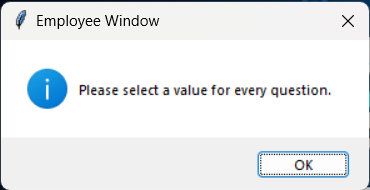 Employee Window
Please select a value for every question.
OK